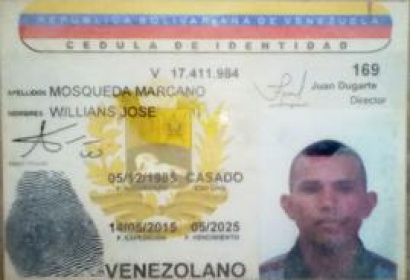 REPUBLICA BOLIVARIANA DE VENEZUELA
CEDULA DE IDENTIDAD
V 17.411.984
169
APELLIDOS MOSQUEDA MARCANO
Juan Dugarte
Director
NOMBRES WILLIANS JOSE
05/12/1985 CASADO
F. NACIMIENTO EDO CIVIL
14/05/2015 05/2025
F. EXPEDICION F. VENCIMIENTO
VENEZOLANO